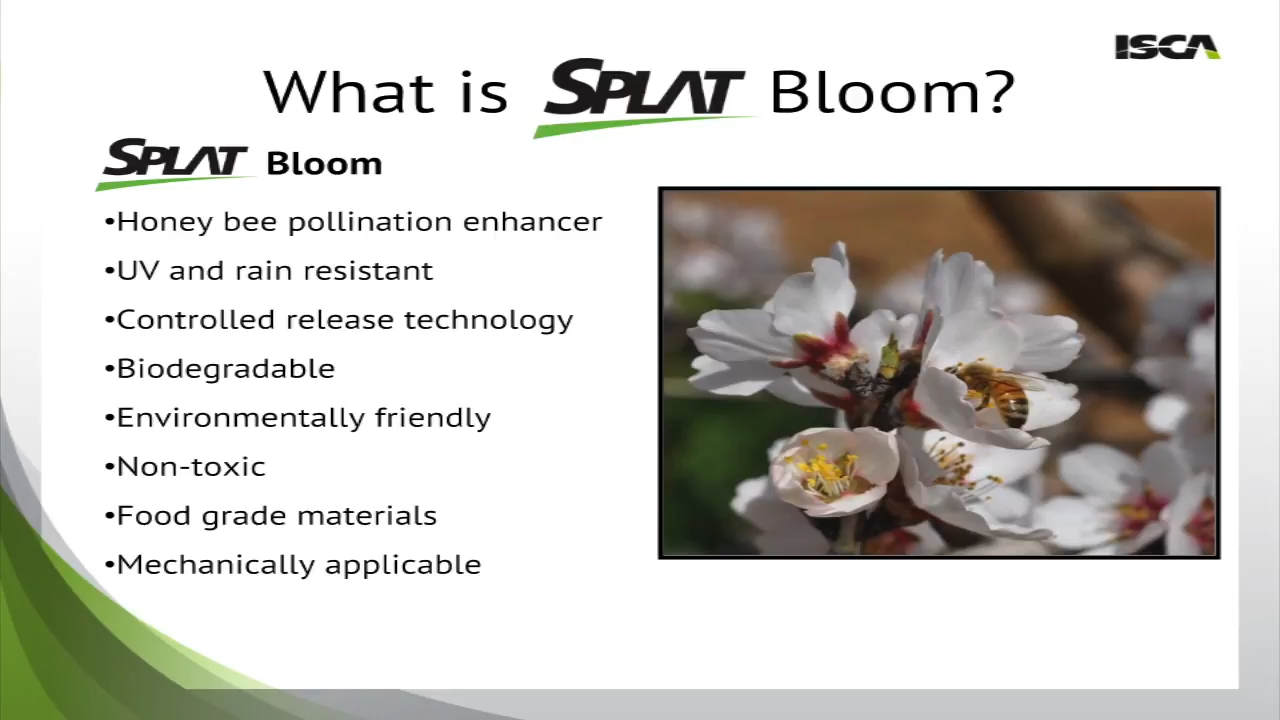 ISCA
What is SPLAT Bloom?
SPLAT Bloom
•Honey bee pollination enhancer
•UV and rain resistant
•Controlled release technology
•Biodegradable
•Environmentally friendly
•Non-toxic
•Food grade materials
•Mechanically applicable